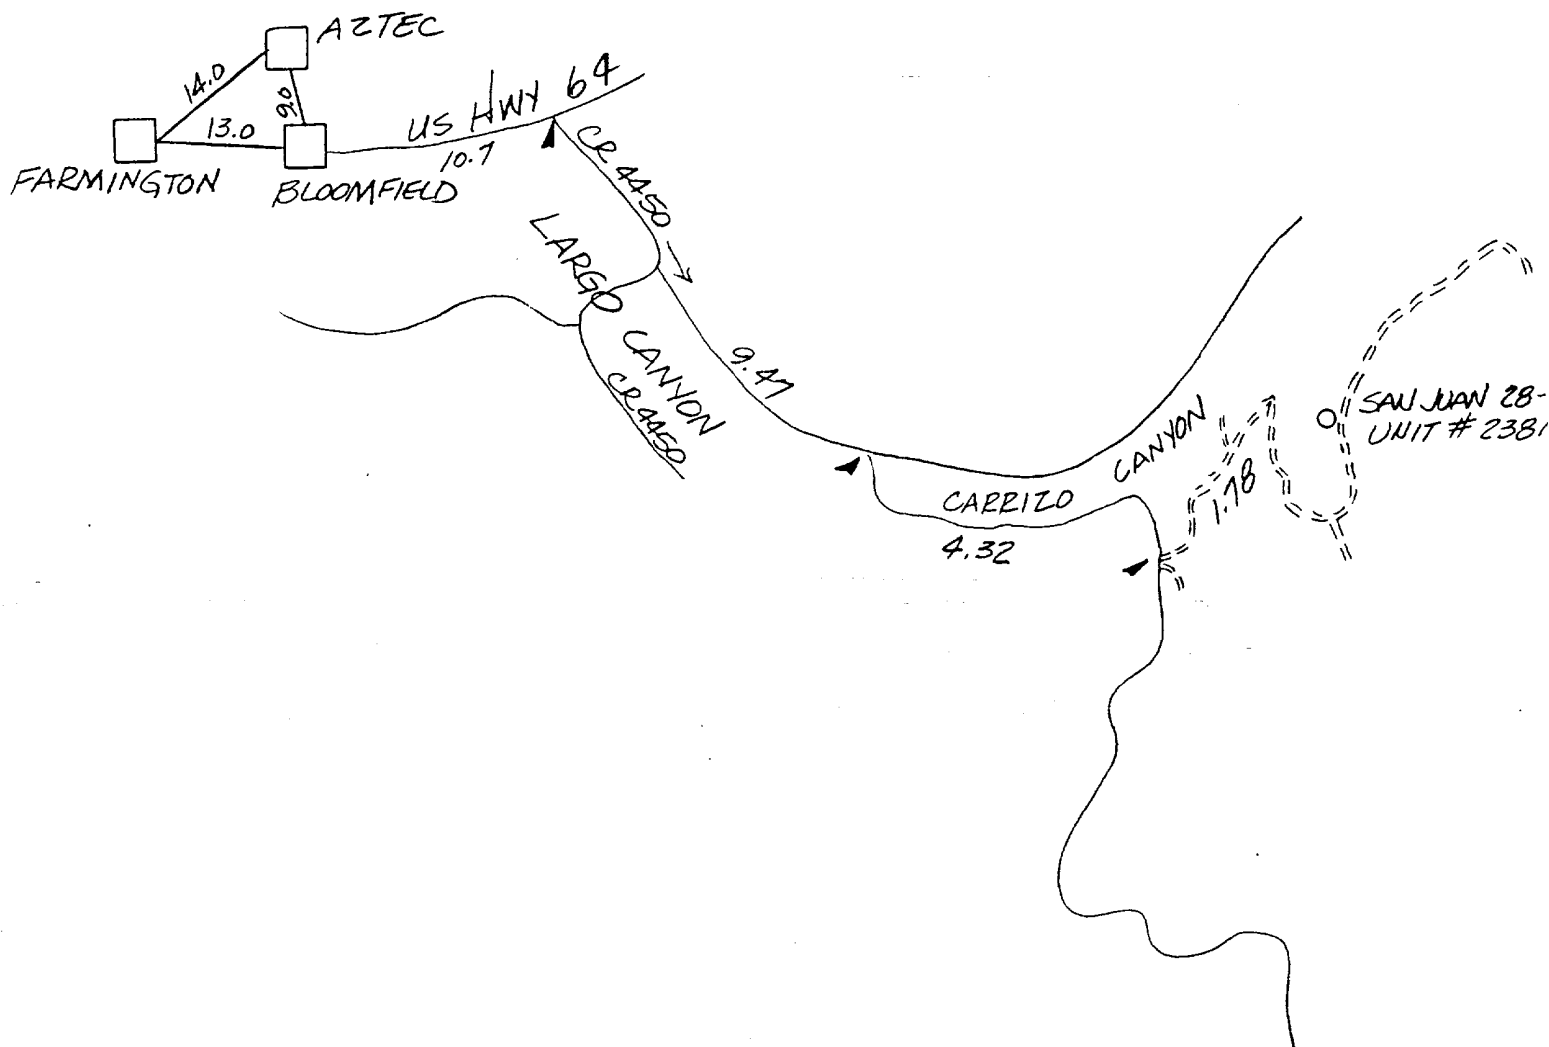 AZTEC
14.0
9.0
US HWY 64
13.0
10.7
FARMINGTON
BLOOMFIELD
CR 4450
LARGO CANYON
CR 4450
9.47
SAN JUAN 28-
UNIT # 238
CARRIZO CANYON
1.78
4.32